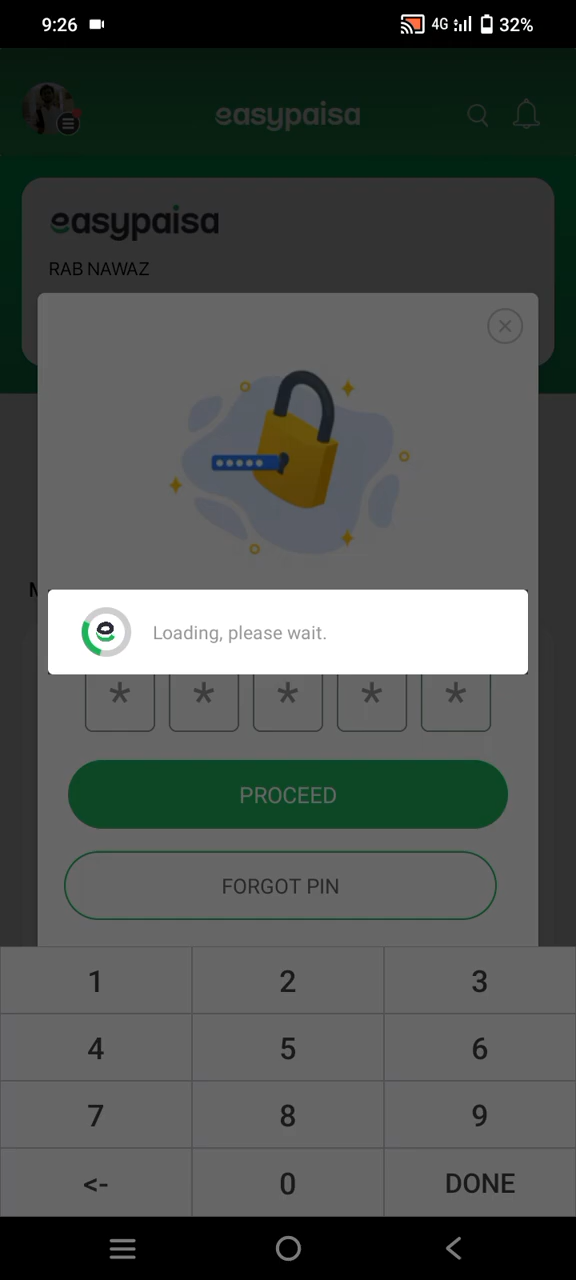 9:26 4G 32%
easypaisa
easypaisa
RAB NAWAZ
Loading, please wait.
* * * * *
PROCEED
FORGOT PIN
1 2 3
4 5 6
7 8 9
<- 0 DONE